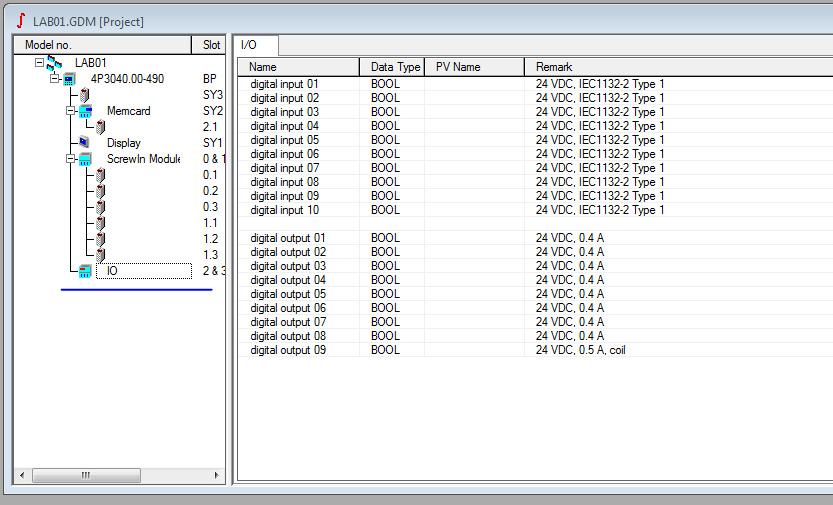 LAB01.GDM [Project]
Model no. Slot
LAB01
4P3040.00-490 BP
SY3
Memcard SY2
2.1
Display SY1
ScrewIn Module 0 & 1
0.1
0.2
0.3
1.1
1.2
1.3
IO 2 & 3
I/O
Name Data Type PV Name Remark
digital input 01 BOOL 24 VDC, IEC1132-2 Type 1
digital input 02 BOOL 24 VDC, IEC1132-2 Type 1
digital input 03 BOOL 24 VDC, IEC1132-2 Type 1
digital input 04 BOOL 24 VDC, IEC1132-2 Type 1
digital input 05 BOOL 24 VDC, IEC1132-2 Type 1
digital input 06 BOOL 24 VDC, IEC1132-2 Type 1
digital input 07 BOOL 24 VDC, IEC1132-2 Type 1
digital input 08 BOOL 24 VDC, IEC1132-2 Type 1
digital input 09 BOOL 24 VDC, IEC1132-2 Type 1
digital input 10 BOOL 24 VDC, IEC1132-2 Type 1
digital output 01 BOOL 24 VDC, 0.4 A
digital output 02 BOOL 24 VDC, 0.4 A
digital output 03 BOOL 24 VDC, 0.4 A
digital output 04 BOOL 24 VDC, 0.4 A
digital output 05 BOOL 24 VDC, 0.4 A
digital output 06 BOOL 24 VDC, 0.4 A
digital output 07 BOOL 24 VDC, 0.4 A
digital output 08 BOOL 24 VDC, 0.4 A
digital output 09 BOOL 24 VDC, 0.5 A, coil